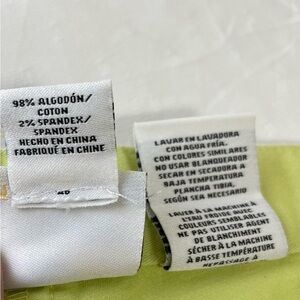 98% ALGODÓN/
COTON
2% SPANDEX/
SPANDEX
HECHO EN CHINA
FABRIQUÉ EN CHINE
LAVAR EN LAVADORA
CON AGUA FRÍA.
CON COLORES SIMILARES
NO USAR BLANQUEADOR
SECAR EN SECADORA A
BAJA TEMPERATURA
PLANCHA TIBIA,
SEGÚN SEA NECESARIO
LAVER À LA MACHINE À
L'EAU FROIDE AVEC
COULEURS SEMBLABLES
NE PAS UTILISER AGENT
DE BLANCHIMENT
SÉCHER À LA MACHINE
À BASSE TEMPÉRATURE
REPASSAGE À